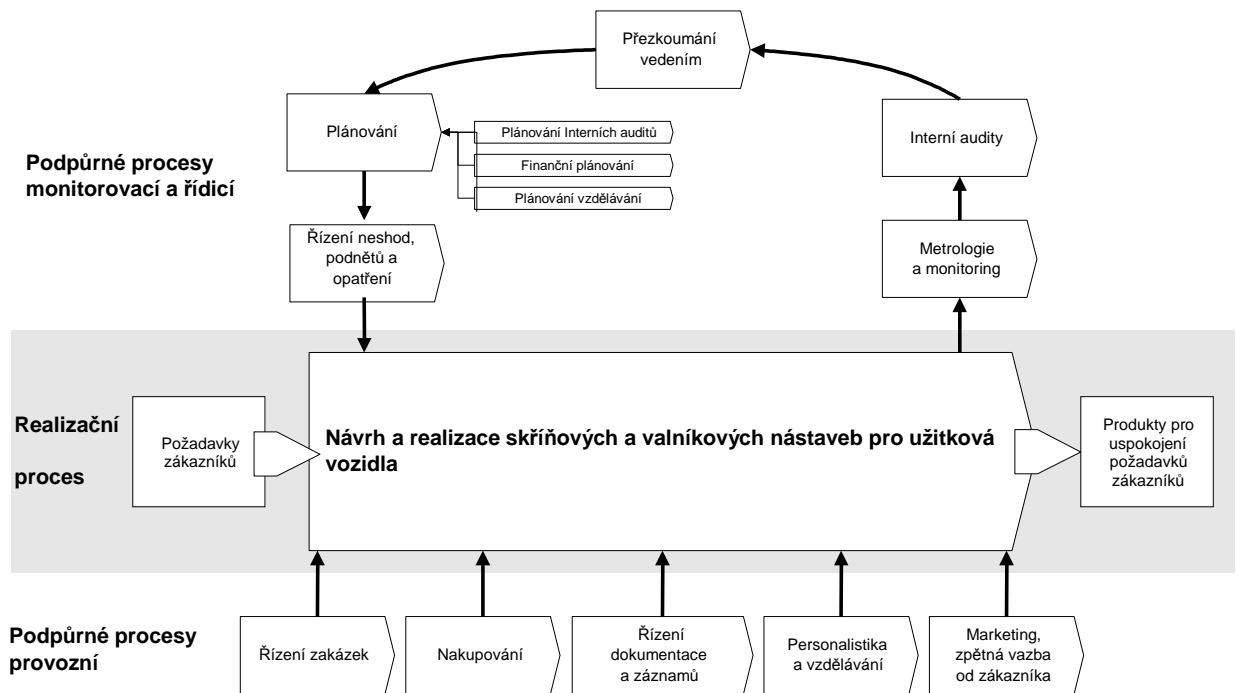 Přezkoumání
vedením
Plánování
Plánování Interních auditů
Finanční plánování
Plánování vzdělávání
Interní audity
Podpůrné procesy
monitorovací a řídicí
Řízení neshod,
podnětů a
opatření
Metrologie
a monitoring
Realizační
proces
Požadavky
zákazníků
Návrh a realizace skříňových a valníkových nástaveb pro užitková
vozidla
Produkty pro
uspokojení
požadavků
zákazníků
Podpůrné procesy
provozní
Řízení zakázek
Nakupování
Řízení
dokumentace
a záznamů
Personalistika
a vzdělávání
Marketing,
zpětná vazba
od zákazníka